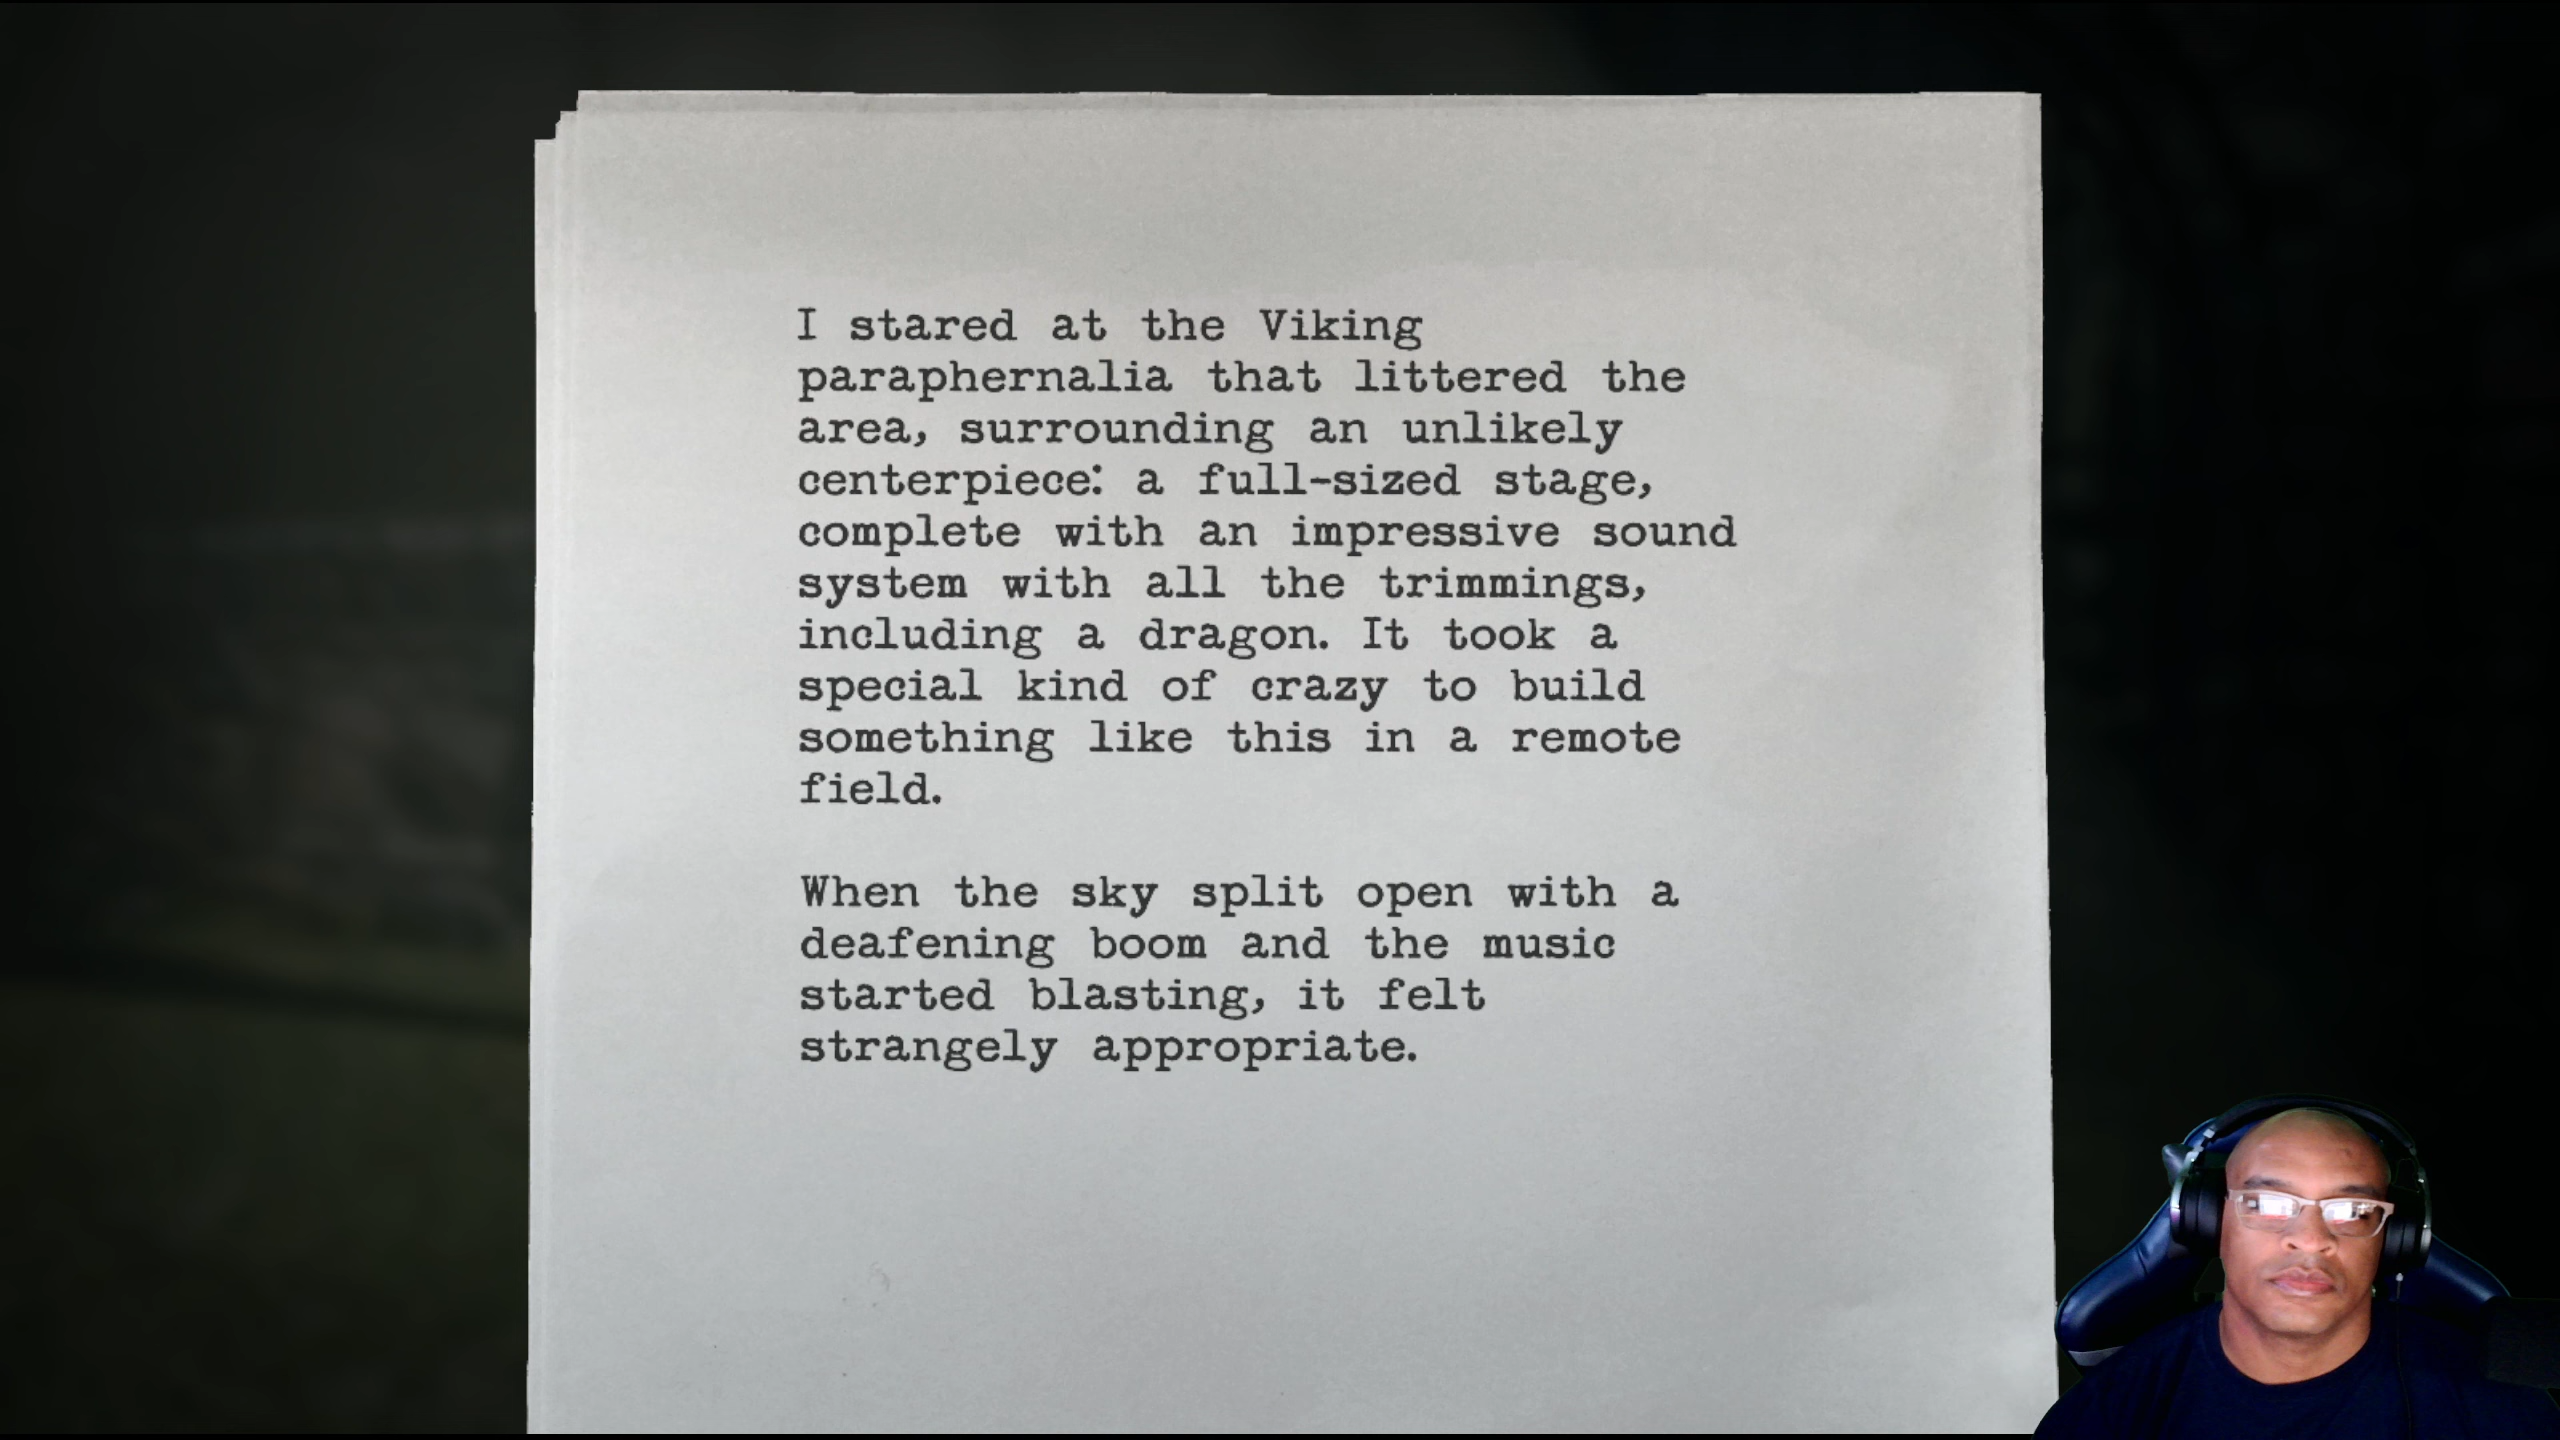 I stared at the Viking
paraphernalia that littered the
area, surrounding an unlikely
centerpiece: a full-sized stage,
complete with an impressive sound
system with all the trimmings,
including a dragon. It took a
special kind of crazy to build
something like this in a remote
field.
When the sky split open with a
deafening boom and the music
started blasting, it felt
strangely appropriate.